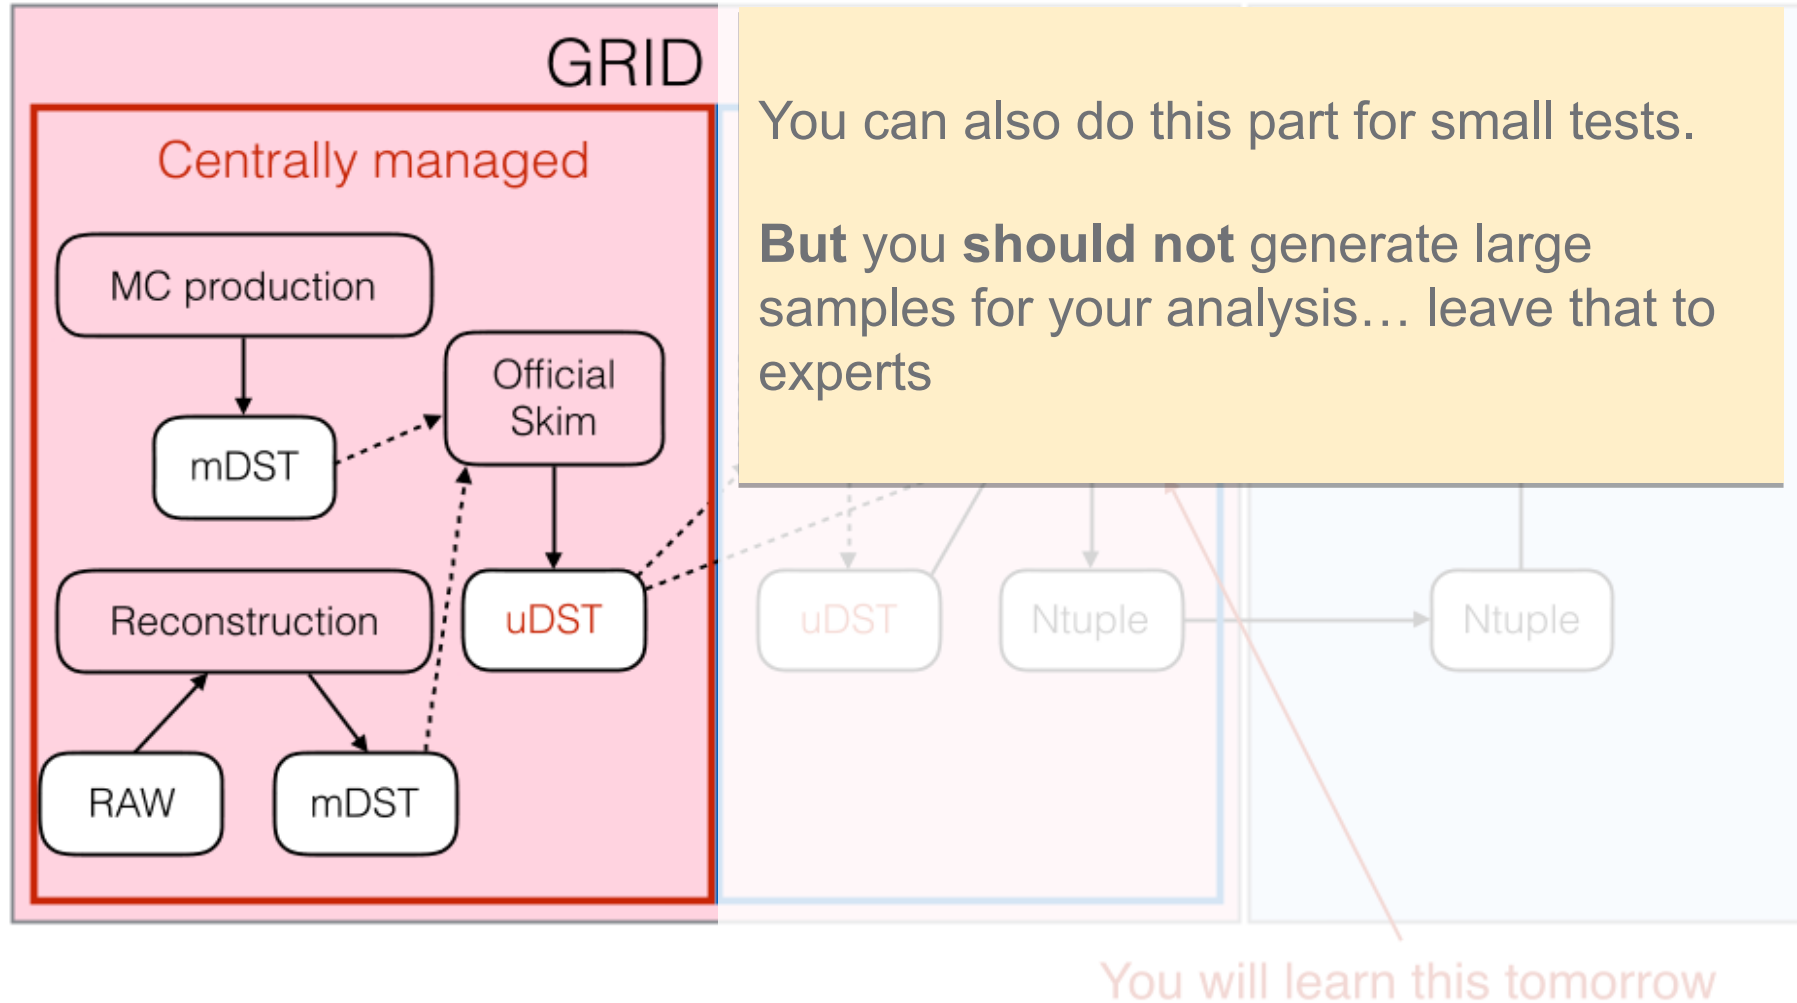 GRID
Centrally managed
MC production
mDST
Official
Skim
uDST
Reconstruction
RAW
mDST
You can also do this part for small tests.
But you should not generate large
samples for your analysis… leave that to
experts
uDST
Ntuple
Ntuple
You will learn this tomorrow